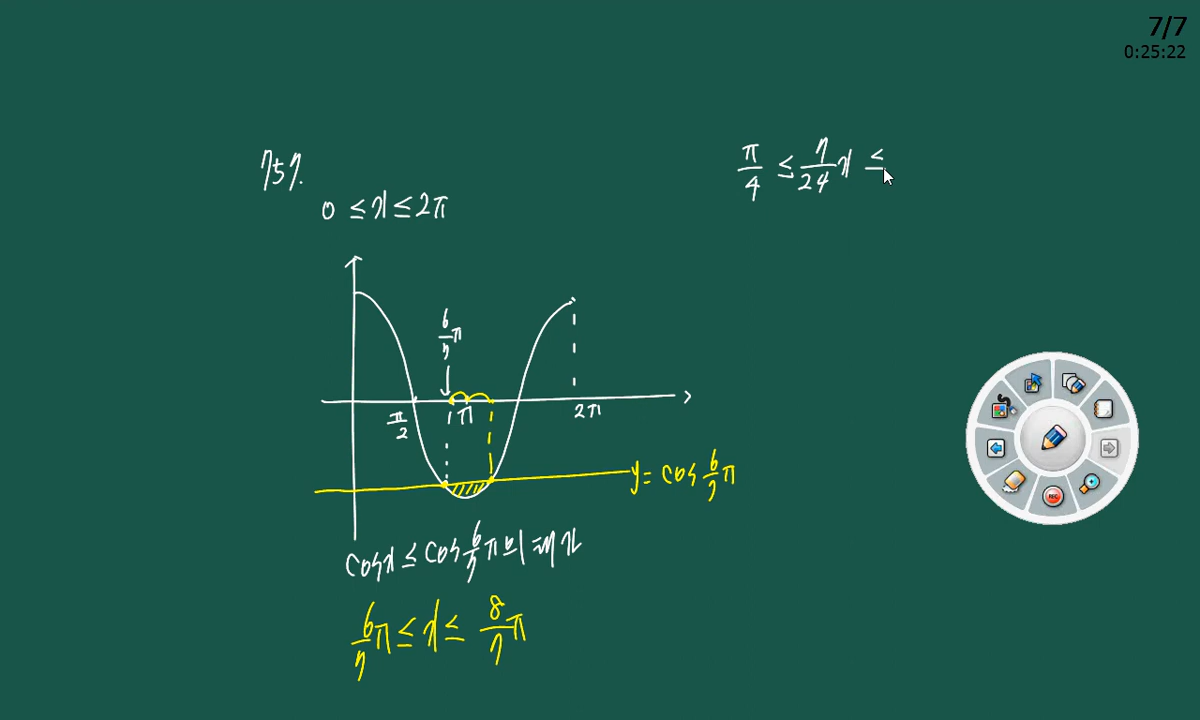 7/7
0:25:22
757.
0 ≤ x ≤ 2π
π/4 ≤ 7/24 x ≤
6/7 π
π/2
π
2π
y = cos 6/7 π
cos x ≤ cos 6/7 π의 해가
6/7 π ≤ x ≤ 8/7 π
REC